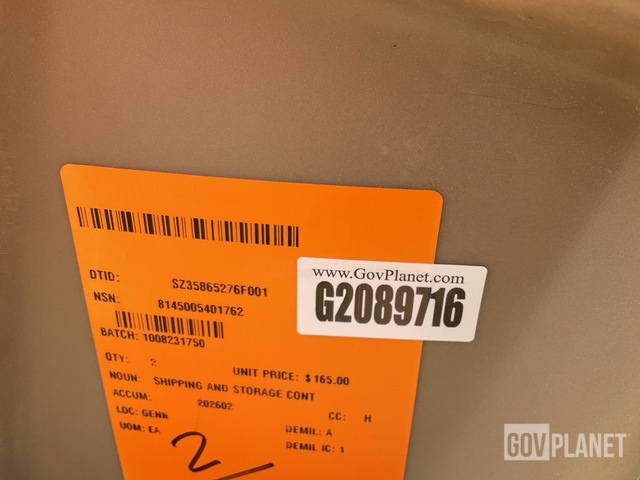 DTID: SZ35865276F001
NSN: 8145005401762
BATCH: 1008231750
QTY: 2 UNIT PRICE: $ 165.00
NOUN: SHIPPING AND STORAGE CONT
ACCUM: 202602
LOC: GENN CC: H
UOM: EA DEMIL: A
DEMIL IC: 1
2/
www.GovPlanet.com
G2089716
GOVPLANET